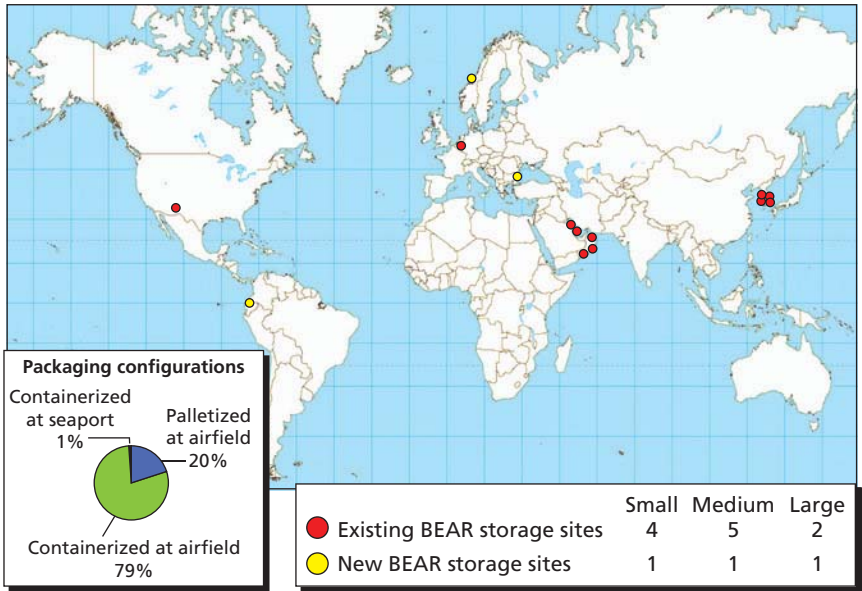 Packaging configurations
Containerized
at seaport
1%
Palletized
at airfield
20%
Containerized at airfield
79%
Small Medium Large
Existing BEAR storage sites 4 5 2
New BEAR storage sites 1 1 1